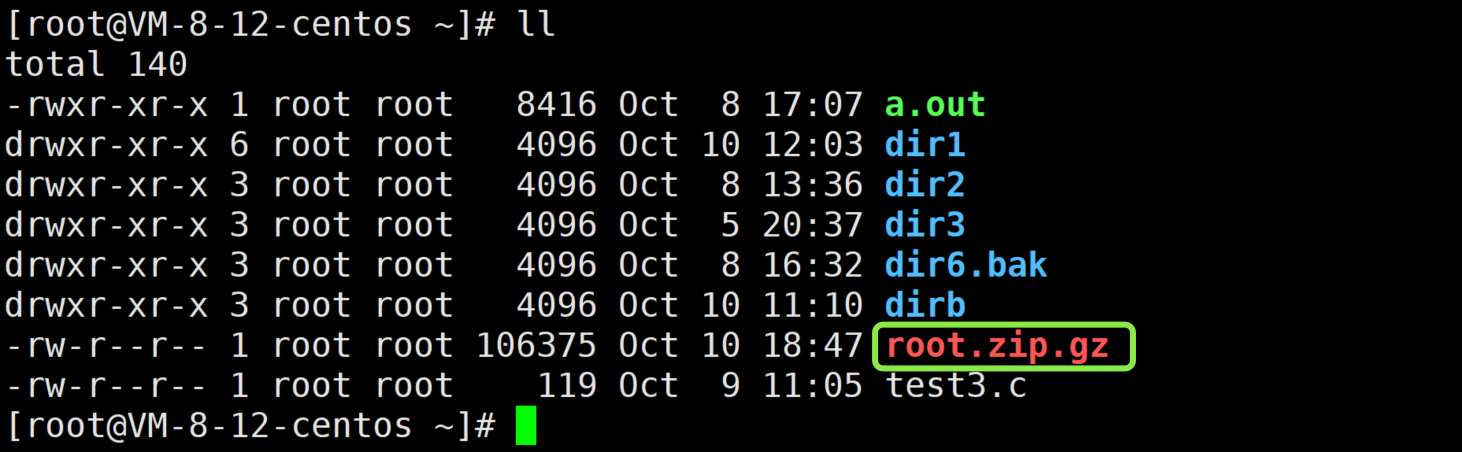 [root@VM-8-12-centos ~]# ll
total 140
-rwxr-xr-x 1 root root   8416 Oct  8 17:07 a.out
drwxr-xr-x 6 root root   4096 Oct 10 12:03 dir1
drwxr-xr-x 3 root root   4096 Oct  8 13:36 dir2
drwxr-xr-x 3 root root   4096 Oct  5 20:37 dir3
drwxr-xr-x 3 root root   4096 Oct  8 16:32 dir6.bak
drwxr-xr-x 3 root root   4096 Oct 10 11:10 dirb
-rw-r--r-- 1 root root 106375 Oct 10 18:47 root.zip.gz
-rw-r--r-- 1 root root    119 Oct  9 11:05 test3.c
[root@VM-8-12-centos ~]#